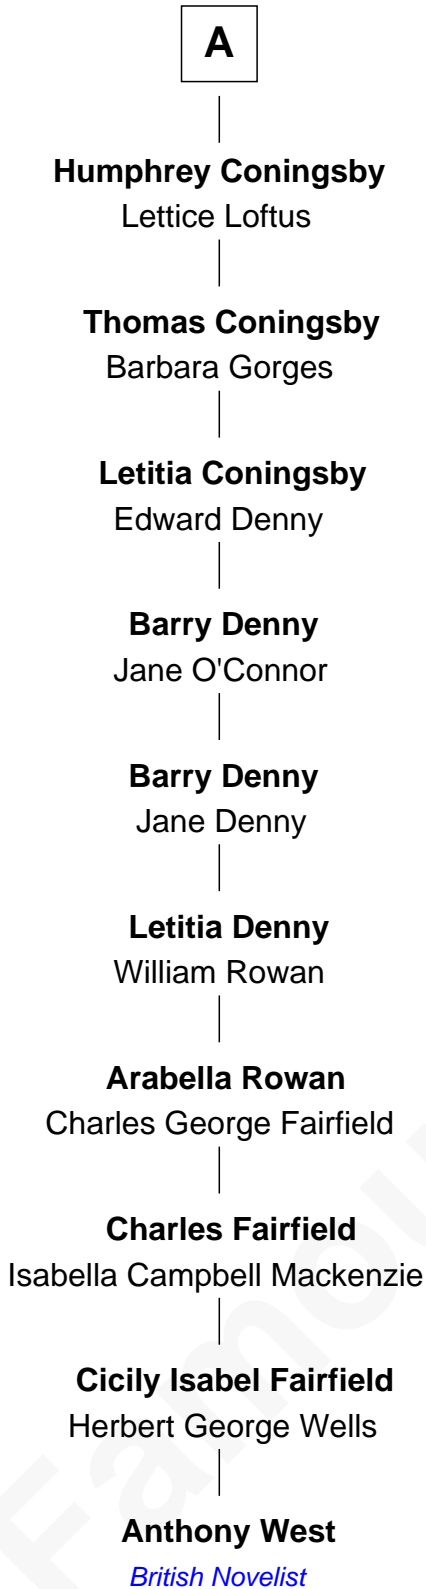 A
Humphrey Coningsby
Lettice Loftus
Thomas Coningsby
Barbara Gorges
Letitia Coningsby
Edward Denny
Barry Denny
Jane O'Connor
Barry Denny
Jane Denny
Letitia Denny
William Rowan
Arabella Rowan
Charles George Fairfield
Charles Fairfield
Isabella Campbell Mackenzie
Cicily Isabel Fairfield
Herbert George Wells
Anthony West
British Novelist